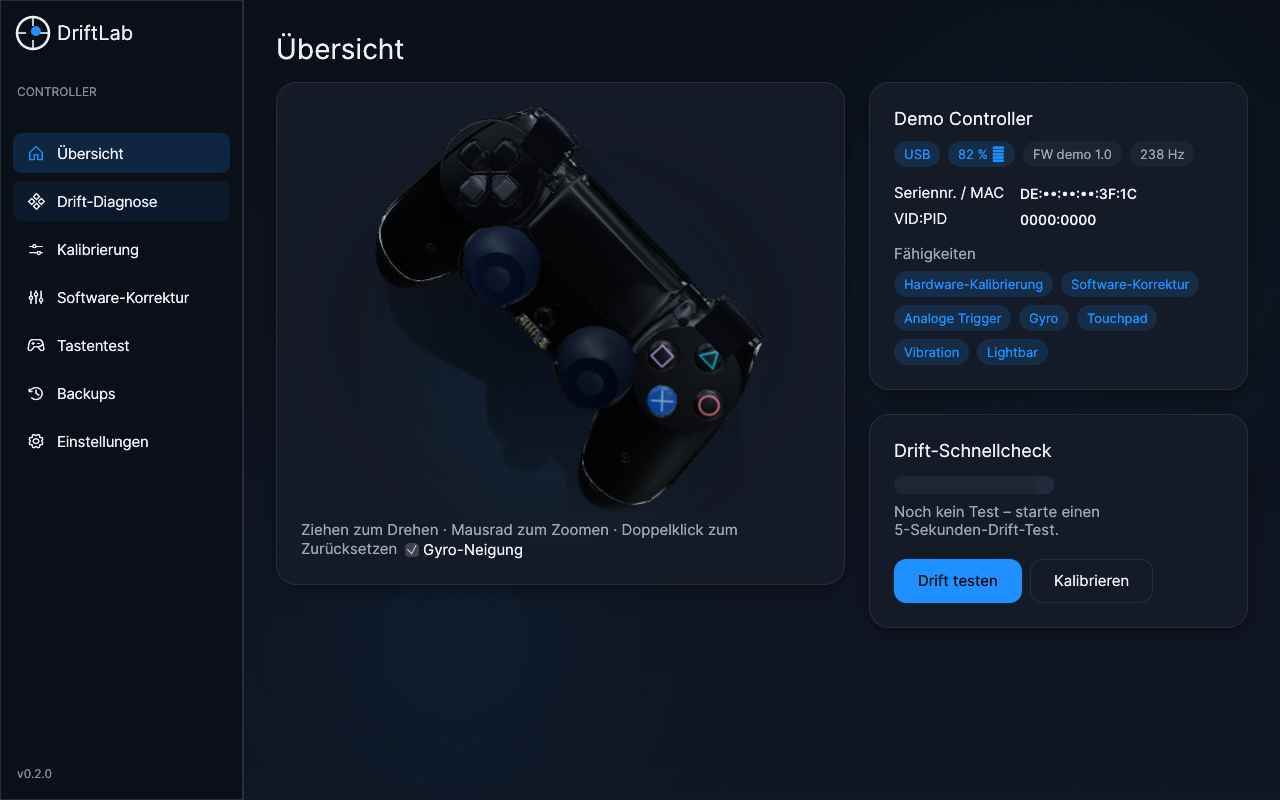 DriftLab
CONTROLLER
Übersicht
Drift-Diagnose
Kalibrierung
Software-Korrektur
Tastentest
Backups
Einstellungen
v0.2.0
Übersicht
Ziehen zum Drehen · Mausrad zum Zoomen · Doppelklick zum
Zurücksetzen Gyro-Neigung
Demo Controller
USB 82 % ▓ FW demo 1.0 238 Hz
Seriennr. / MAC DE:••:••:••:3F:1C
VID:PID 0000:0000
Fähigkeiten
Hardware-Kalibrierung Software-Korrektur
Analoge Trigger Gyro Touchpad
Vibration Lightbar
Drift-Schnellcheck
Noch kein Test – starte einen
5-Sekunden-Drift-Test.
Drift testen Kalibrieren